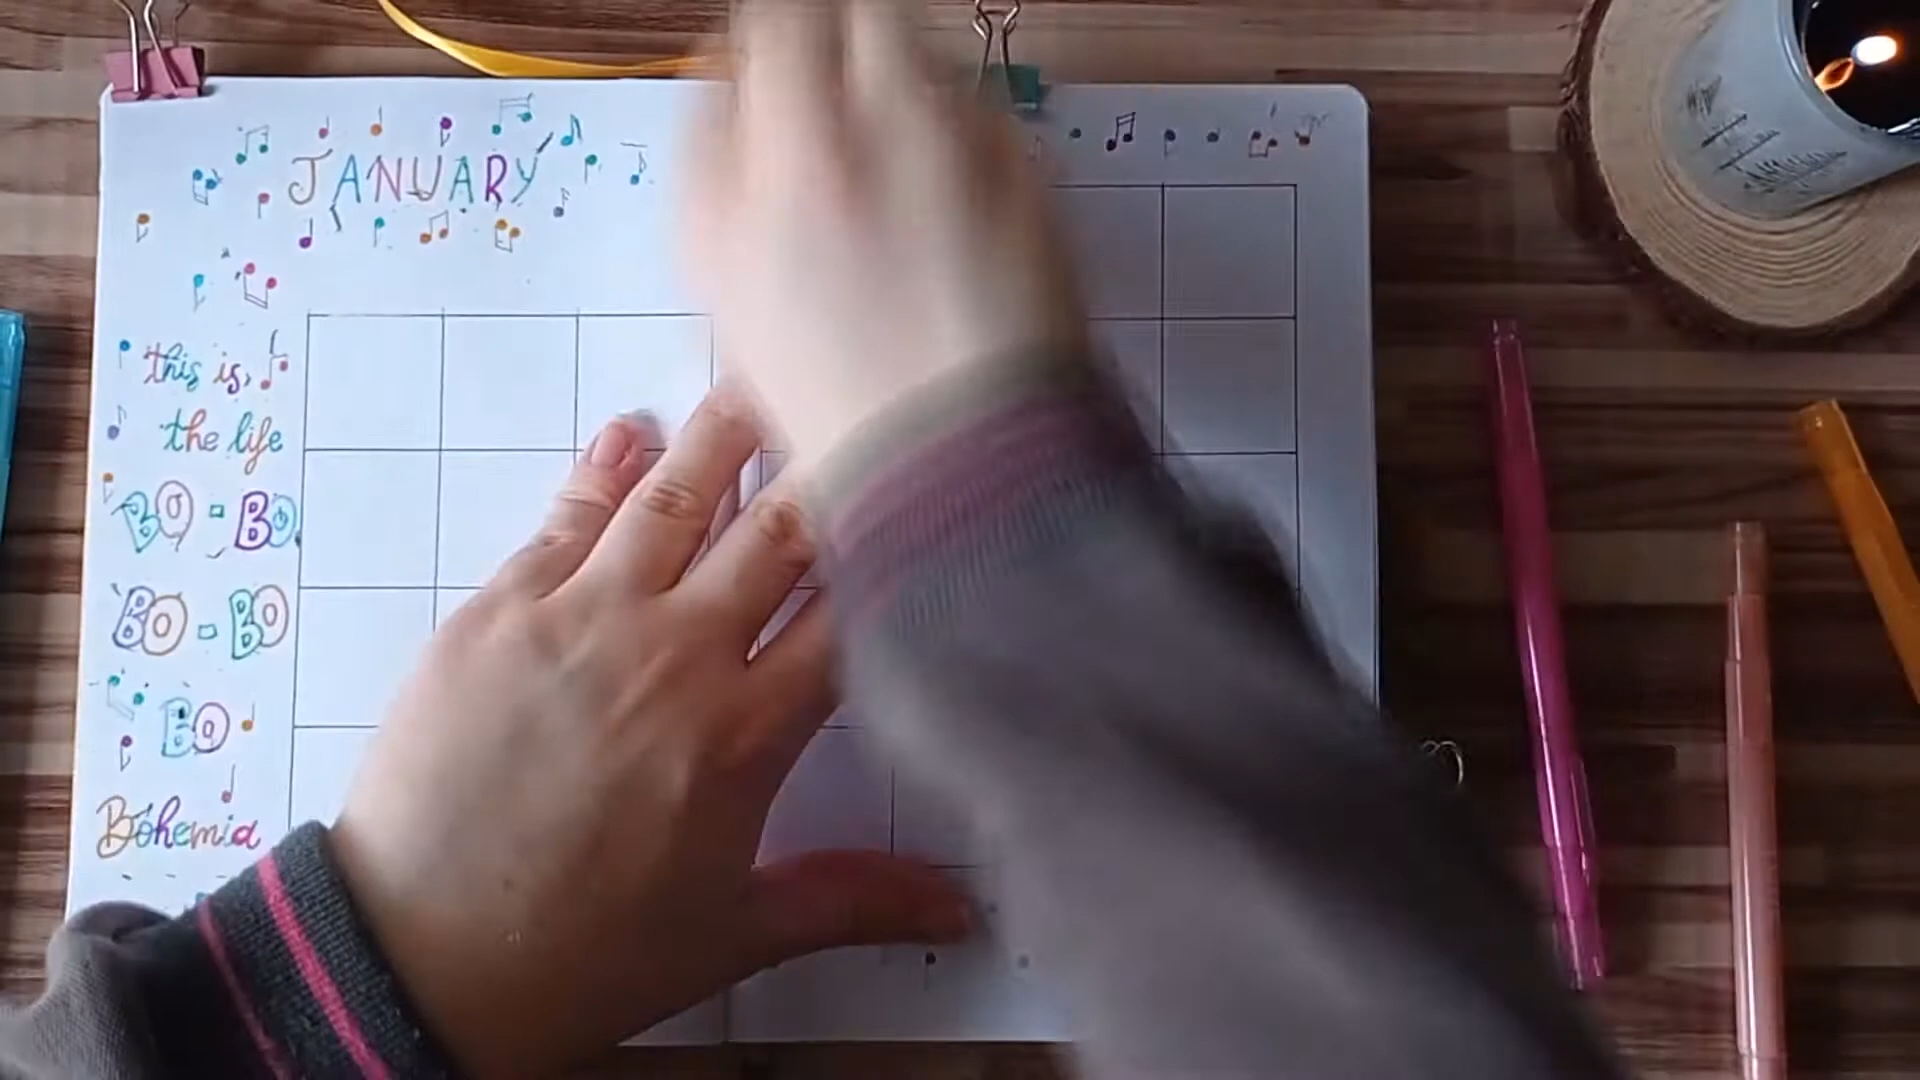 JANUARY
this is,
the life
BO - BO
BO - BO
BO
Bohemia